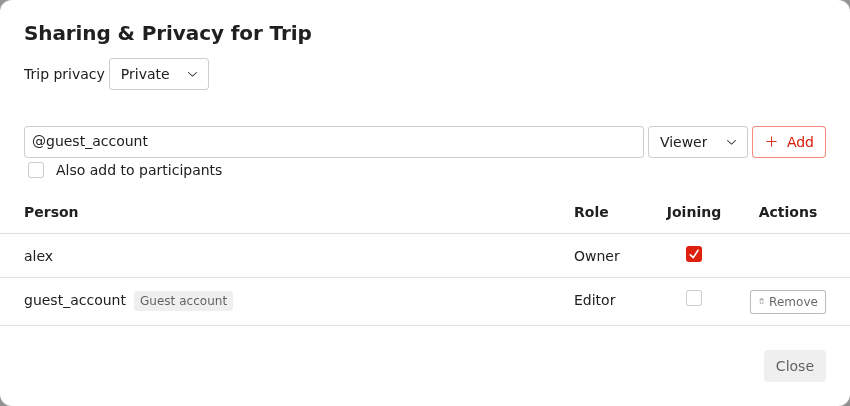 Sharing & Privacy for Trip
Trip privacy Private
@guest_account Viewer Add
Also add to participants
Person Role Joining Actions
alex Owner
guest_account Guest account Editor Remove
Close